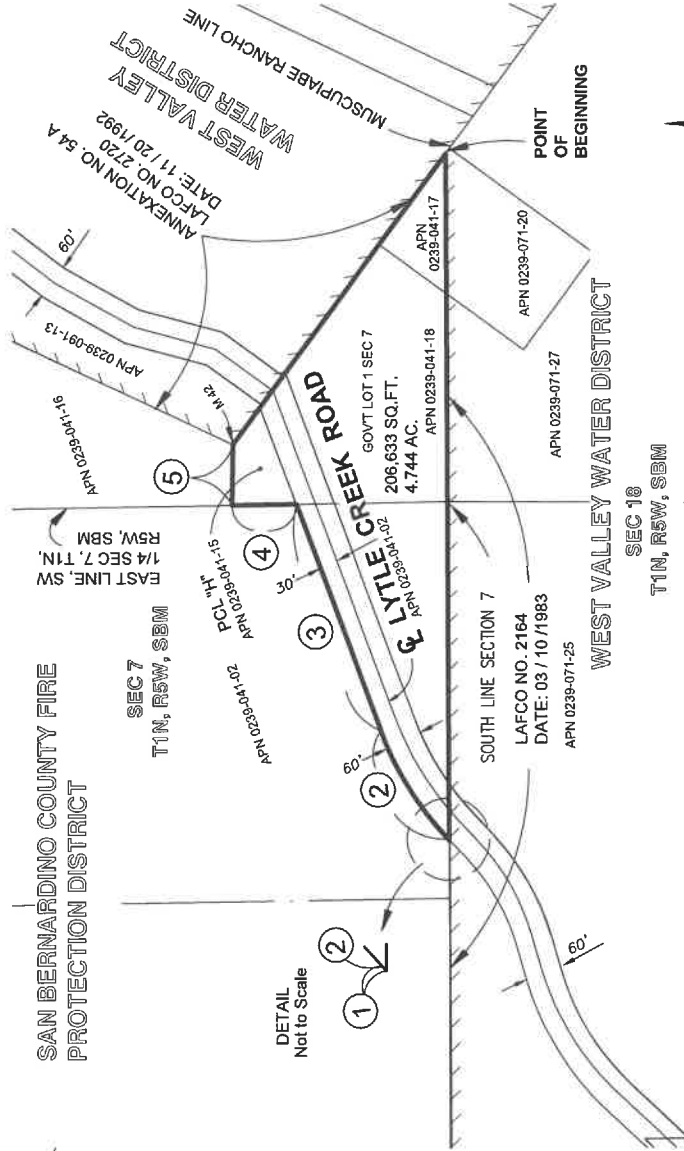 SAN BERNARDINO COUNTY FIRE
PROTECTION DISTRICT
SEC 7
T1N, R5W, SBM
EAST LINE, SW
1/4 SEC 7, T1N,
R5W, SBM
APN 0239-041-16
APN 0239-091-13
60'
ANNEXATION NO. 54 A
LAFCO NO. 2720
DATE: 11 / 20 /1992
WEST VALLEY
WATER DISTRICT
MUSCUPIABE RANCHO LINE
M 42
5
4
PCL "H"
APN 0239-041-15
30'
3
APN 0239-041-02
60'
2
℄ LYTLE CREEK ROAD
APN 0239-041-02
GOV'T LOT 1 SEC 7
206,633 SQ.FT.
4.744 AC.
APN 0239-041-18
APN
0239-041-17
POINT
OF
BEGINNING
DETAIL
Not to Scale
1
2
SOUTH LINE SECTION 7
LAFCO NO. 2164
DATE: 03 / 10 /1983
APN 0239-071-25
APN 0239-071-27
APN 0239-071-20
60'
WEST VALLEY WATER DISTRICT
SEC 18
T1N, R5W, SBM